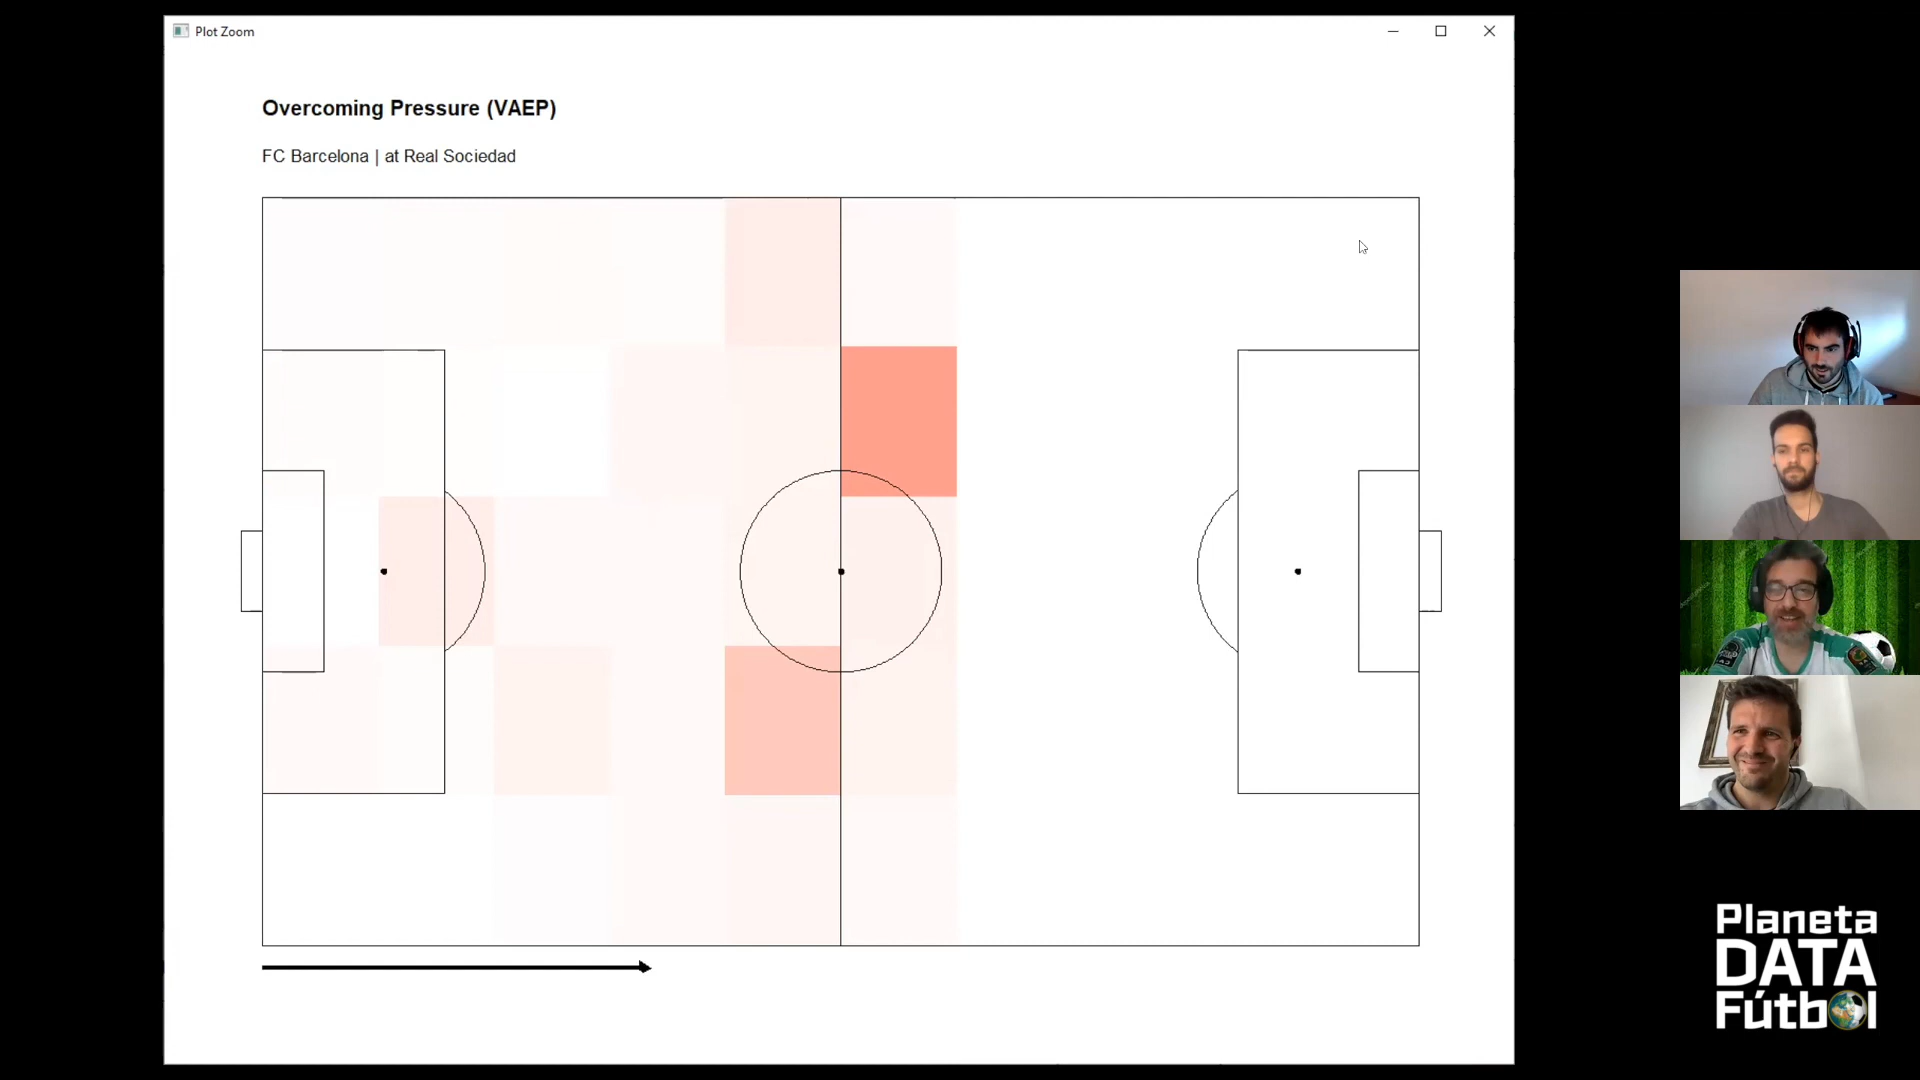 Plot Zoom
Overcoming Pressure (VAEP)
FC Barcelona | at Real Sociedad
Planeta
DATA
Fútbol